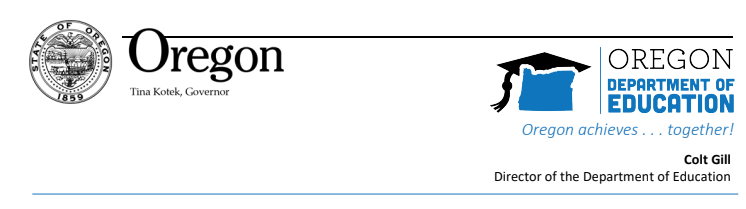 STATE OF OREGON
1859
Oregon
Tina Kotek, Governor
OREGON
DEPARTMENT OF
EDUCATION
Oregon achieves . . . together!
Colt Gill
Director of the Department of Education